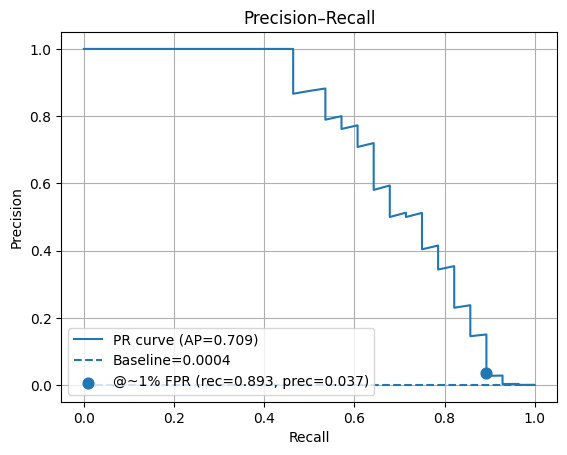 Precision–Recall
1.0
0.8
0.6
0.4
0.2
0.0
Precision
PR curve (AP=0.709)
Baseline=0.0004
@~1% FPR (rec=0.893, prec=0.037)
0.0 0.2 0.4 0.6 0.8 1.0
Recall